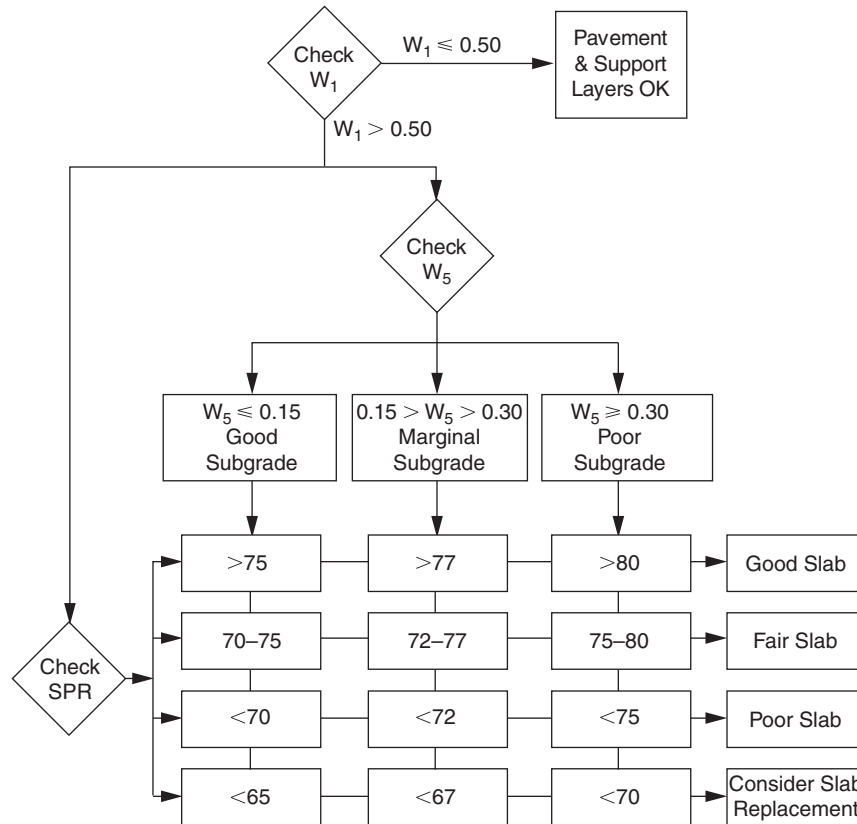 Check
W₁
W₁ ⩽ 0.50
Pavement
& Support
Layers OK
W₁ > 0.50
Check
W₅
W₅ ⩽ 0.15
Good
Subgrade
0.15 > W₅ > 0.30
Marginal
Subgrade
W₅ ⩾ 0.30
Poor
Subgrade
>75
>77
>80
Good Slab
Check
SPR
70–75
72–77
75–80
Fair Slab
<70
<72
<75
Poor Slab
<65
<67
<70
Consider Slab
Replacement